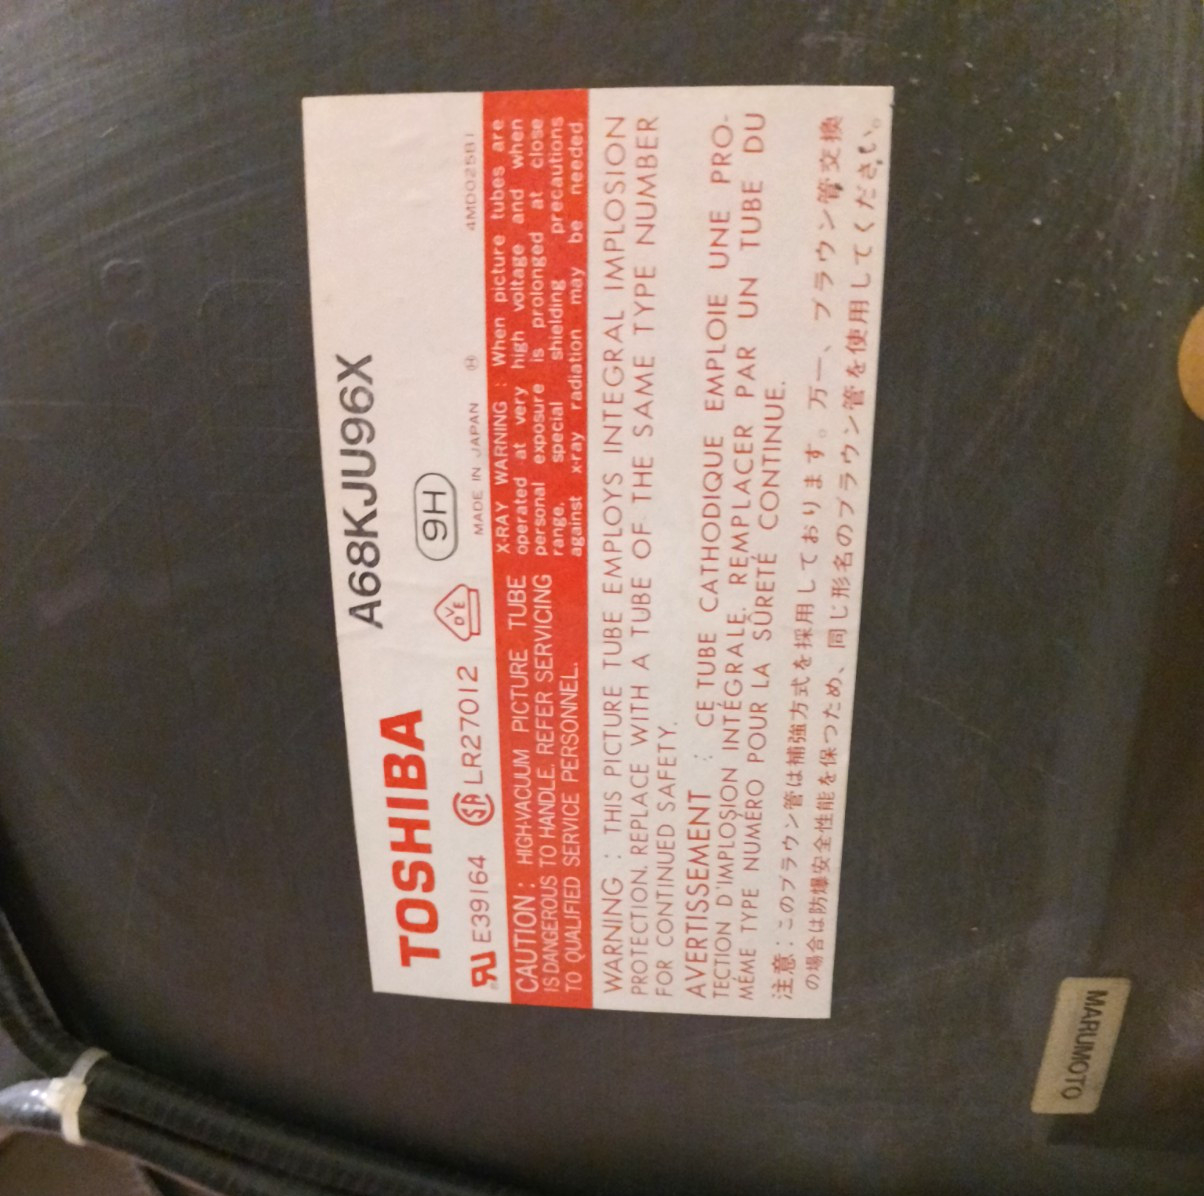 A68KJU96X
TOSHIBA
9H
E39164 SA LR27012 VDE MADE IN JAPAN H 4MD025B1
CAUTION : HIGH-VACUUM PICTURE TUBE
IS DANGEROUS TO HANDLE. REFER SERVICING
TO QUALIFIED SERVICE PERSONNEL.
X-RAY WARNING : When picture tubes are
operated at very high voltage and when
personal exposure is prolonged at close
range, special shielding precautions
against x-ray radiation may be needed.
WARNING : THIS PICTURE TUBE EMPLOYS INTEGRAL IMPLOSION
PROTECTION. REPLACE WITH A TUBE OF THE SAME TYPE NUMBER
FOR CONTINUED SAFETY.
AVERTISSEMENT : CE TUBE CATHODIQUE EMPLOIE UNE PRO-
TECTION D'IMPLOSION INTÉGRALE. REMPLACER PAR UN TUBE DU
MÊME TYPE NUMÉRO POUR LA SÛRETÉ CONTINUE.
注意：このブラウン管は補強方式を採用しております。万一、ブラウン管交換
の場合は防爆安全性能を保つため、同じ形名のブラウン管を使用してください。
MARUMOTO